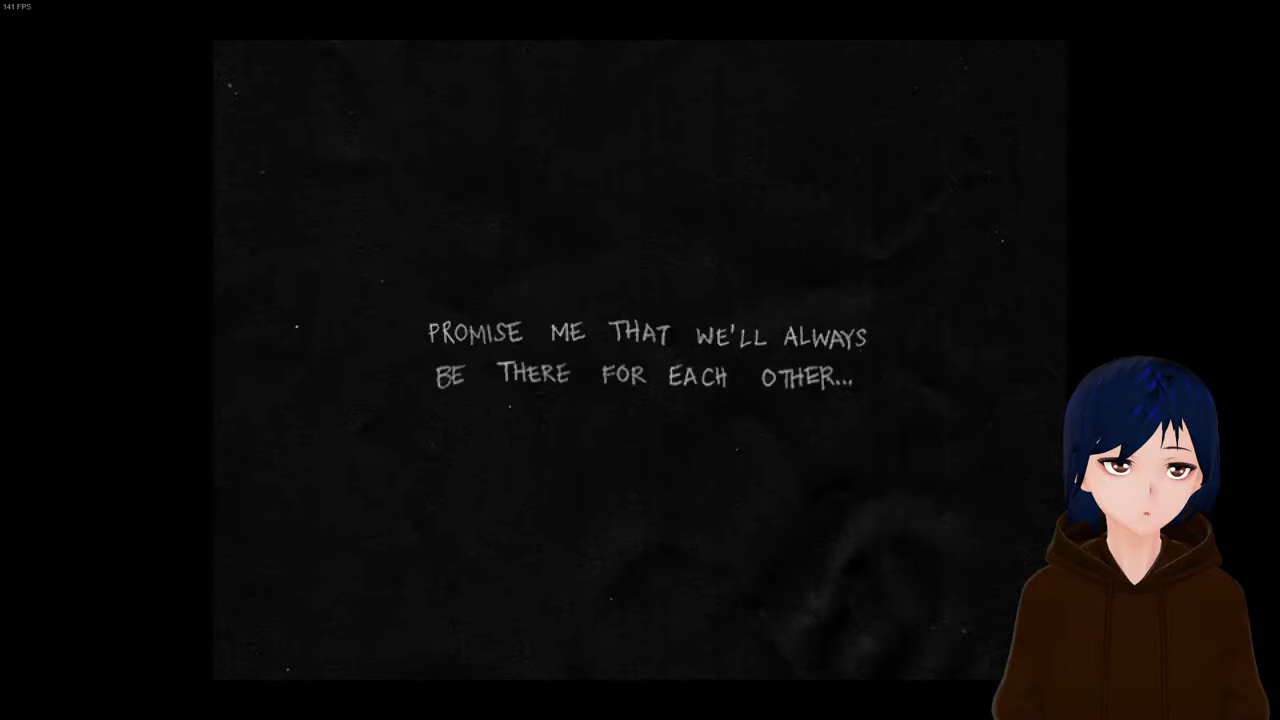 141 FPS
PROMISE ME THAT WE'LL ALWAYS
BE THERE FOR EACH OTHER...